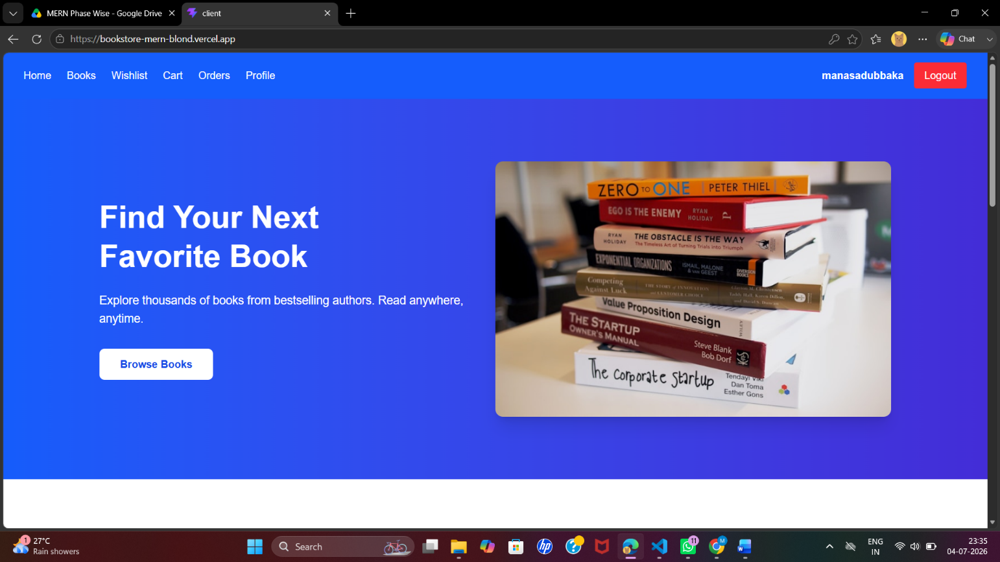 MERN Phase Wise - Google Drive
client
https://bookstore-mern-blond.vercel.app
Chat
Home Books Wishlist Cart Orders Profile manasadubbaka Logout
Find Your Next
Favorite Book
Explore thousands of books from bestselling authors. Read anywhere,
anytime.
Browse Books
ZERO TO ONE PETER THIEL
EGO IS THE ENEMY RYAN HOLIDAY
RYAN HOLIDAY THE OBSTACLE IS THE WAY
The Timeless Art of Turning Trials into Triumph
EXPONENTIAL ORGANIZATIONS ISMAIL, MALONE & VAN GEEST DIVERSION BOOKS
Competing
Against Luck
THE STORY of INNOVATION
and CUSTOMER CHOICE
Clayton M. Christensen
Taddy Hall, Karen Dillon,
and David S. Duncan
Value Proposition Design WILEY
THE STARTUP
OWNER'S MANUAL
Steve Blank
Bob Dorf
The corporate startup
Tendayi Viki
Dan Toma
Esther Gons
1
27°C
Rain showers
Search
hp
11
M
W
ENG
IN
23:35
04-07-2026